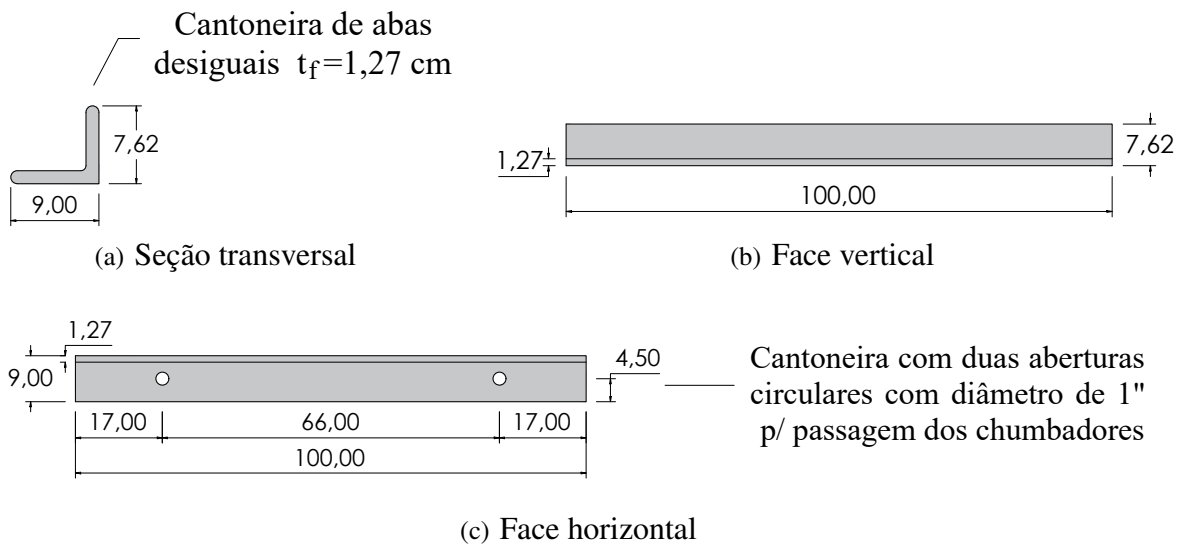 Cantoneira de abas
desiguais tf=1,27 cm
7,62
9,00
(a) Seção transversal
1,27
7,62
100,00
(b) Face vertical
1,27
9,00
4,50
17,00
66,00
17,00
100,00
Cantoneira com duas aberturas
circulares com diâmetro de 1"
p/ passagem dos chumbadores
(c) Face horizontal